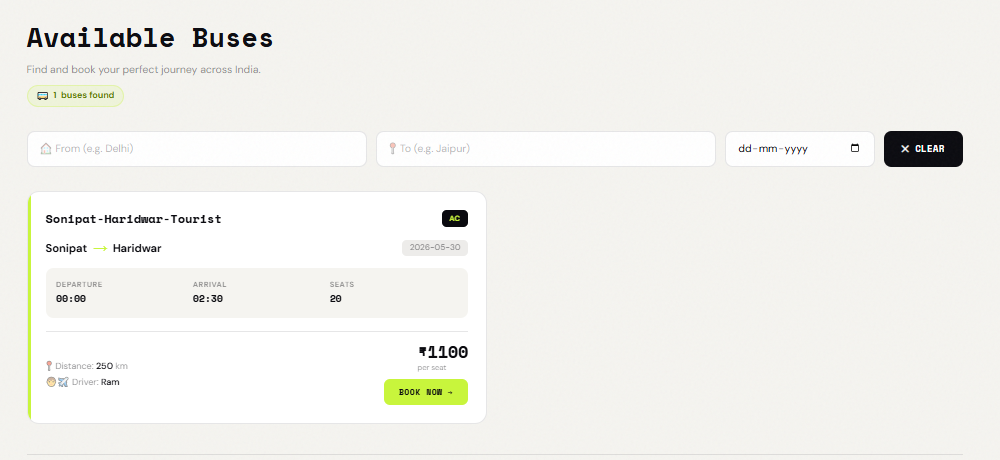 Available Buses
Find and book your perfect journey across India.
1 buses found
From (e.g. Delhi)
To (e.g. Jaipur)
dd-mm-yyyy
✕ CLEAR
Sonipat-Haridwar-Tourist
AC
Sonipat → Haridwar
2026-05-30
DEPARTURE
00:00
ARRIVAL
02:30
SEATS
20
Distance: 250 km
Driver: Ram
₹1100
per seat
BOOK NOW →